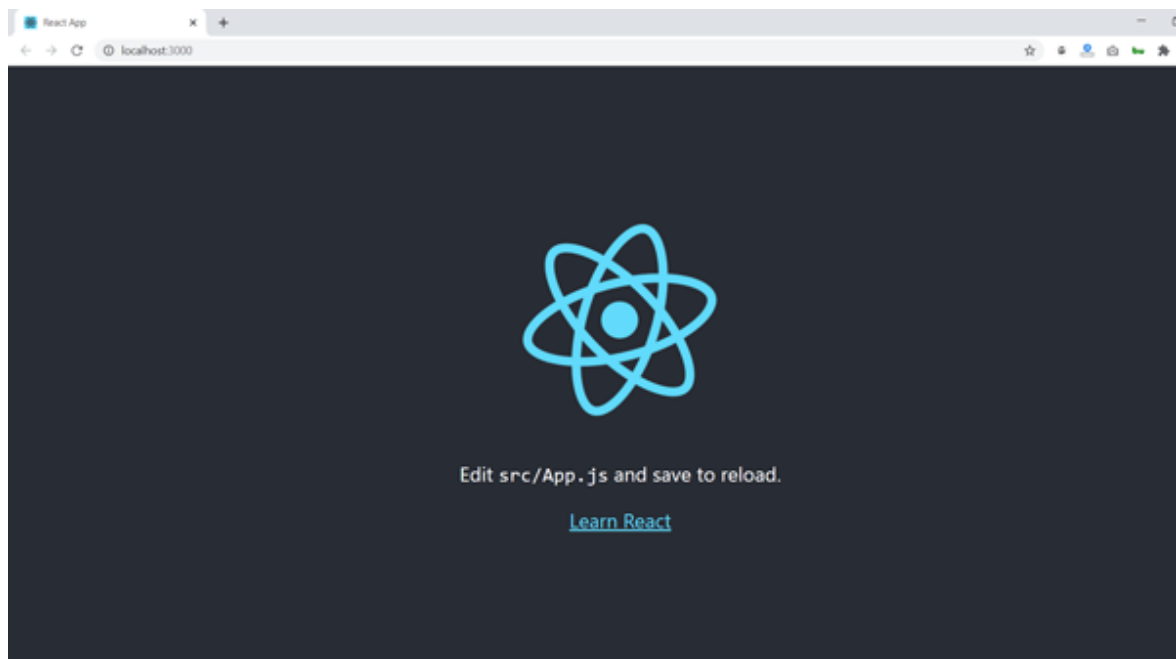 React App
localhost:3000
Edit src/App.js and save to reload.
Learn React